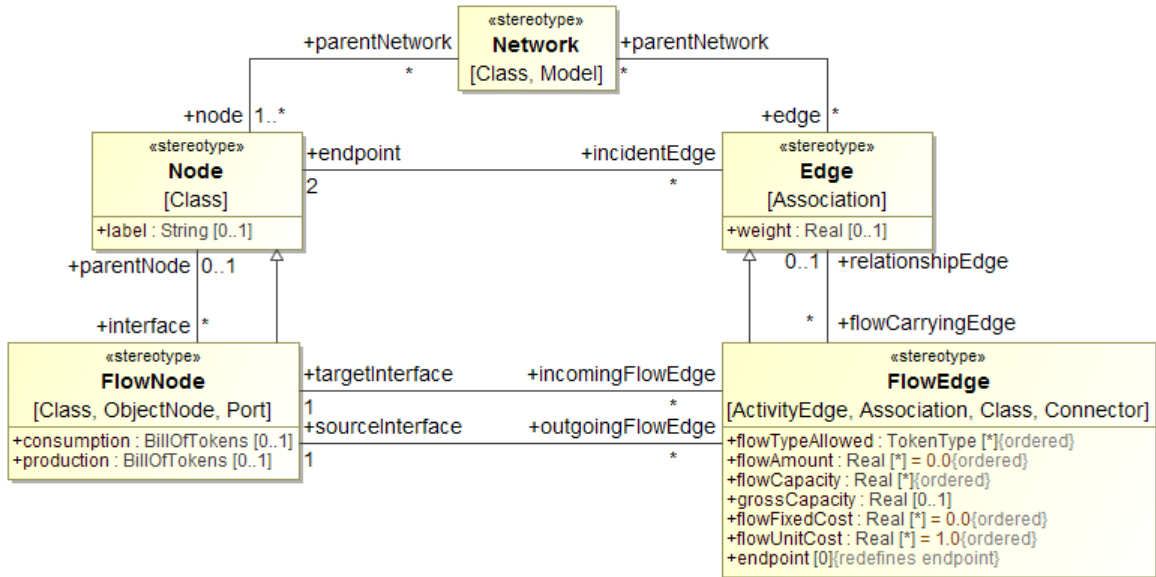 «stereotype»
Network
[Class, Model]
+parentNetwork
*
+parentNetwork
*
+node
1..*
+edge
*
«stereotype»
Node
[Class]
+label : String [0..1]
+endpoint
2
+incidentEdge
*
«stereotype»
Edge
[Association]
+weight : Real [0..1]
+parentNode
0..1
0..1
+relationshipEdge
+interface
*
*
+flowCarryingEdge
«stereotype»
FlowNode
[Class, ObjectNode, Port]
+consumption : BillOfTokens [0..1]
+production : BillOfTokens [0..1]
+targetInterface
1
+incomingFlowEdge
*
+sourceInterface
1
+outgoingFlowEdge
*
«stereotype»
FlowEdge
[ActivityEdge, Association, Class, Connector]
+flowTypeAllowed : TokenType [*]{ordered}
+flowAmount : Real [*] = 0.0{ordered}
+flowCapacity : Real [*]{ordered}
+grossCapacity : Real [0..1]
+flowFixedCost : Real [*] = 0.0{ordered}
+flowUnitCost : Real [*] = 1.0{ordered}
+endpoint [0]{redefines endpoint}